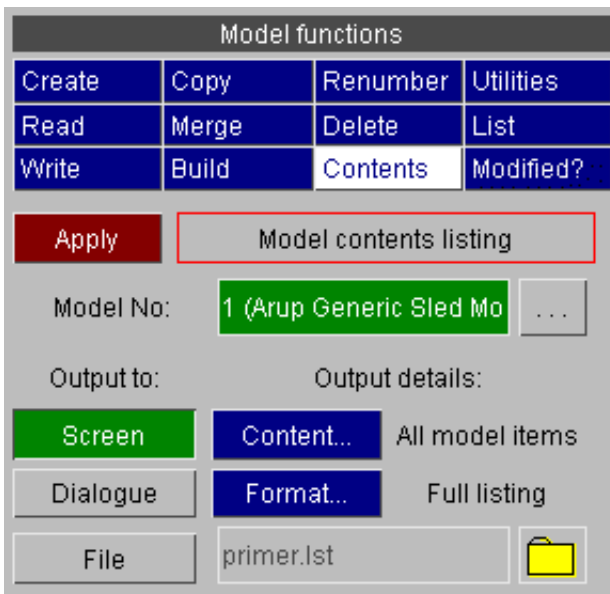 Model functions
Create Copy Renumber Utilities
Read Merge Delete List
Write Build Contents Modified?
Apply Model contents listing
Model No: 1 (Arup Generic Sled Mo ...
Output to: Output details:
Screen Content... All model items
Dialogue Format... Full listing
File primer.lst